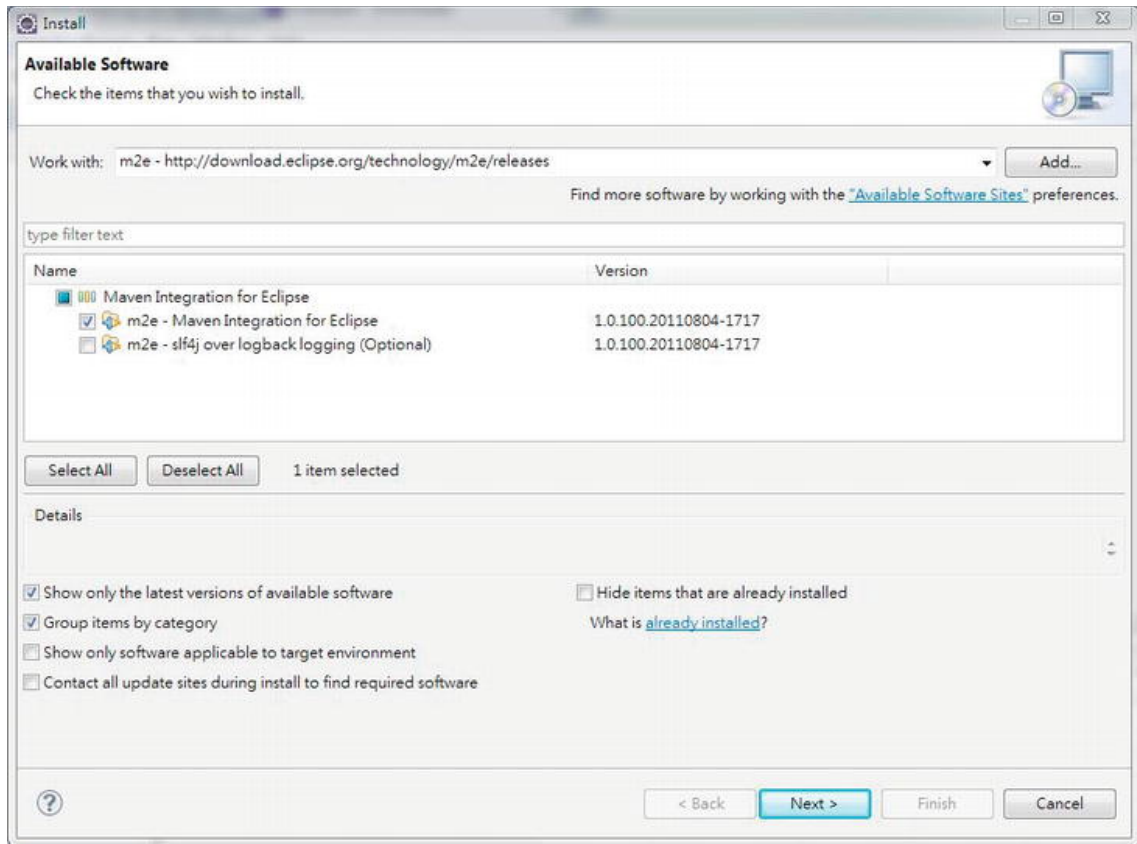 Install
Available Software
Check the items that you wish to install.
Work with: m2e - http://download.eclipse.org/technology/m2e/releases Add...
Find more software by working with the "Available Software Sites" preferences.
type filter text
Name Version
Maven Integration for Eclipse
m2e - Maven Integration for Eclipse 1.0.100.20110804-1717
m2e - slf4j over logback logging (Optional) 1.0.100.20110804-1717
Select All Deselect All 1 item selected
Details
Show only the latest versions of available software Hide items that are already installed
Group items by category What is already installed?
Show only software applicable to target environment
Contact all update sites during install to find required software
? < Back Next > Finish Cancel